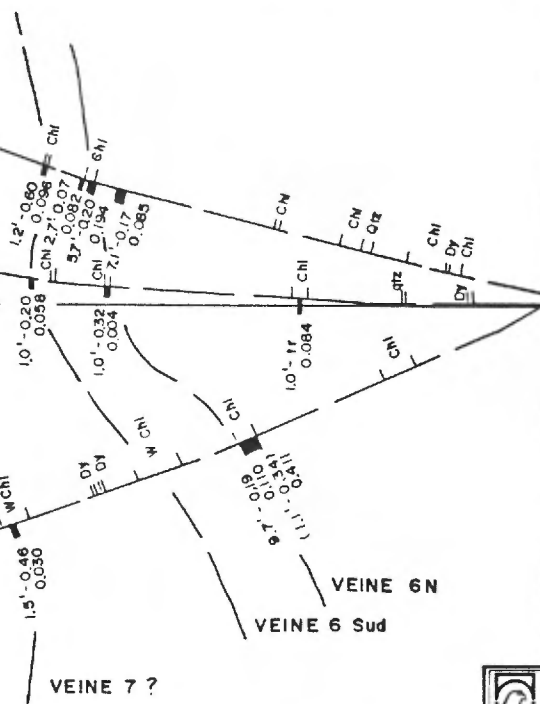 Chl
1.2' - 0.60
0.096
Chl
2.7' - 0.07
0.082
5.7' - 0.20
0.194
7.1' - 0.17
0.085
Chl
Chl
Qtz
Chl
Dy
Chl
Chl
1.0' - 0.20
0.058
Chl
1.0' - 0.32
0.004
Chl
1.0' - tr
0.084
qtz
Dy
Chl
Chl
9.7' - 0.19
0.110
(1.1' - 0.341
0.411
W Chl
Dy
Dy
W Chl
1.5' - 0.46
0.030
VEINE 6N
VEINE 6 Sud
VEINE 7 ?